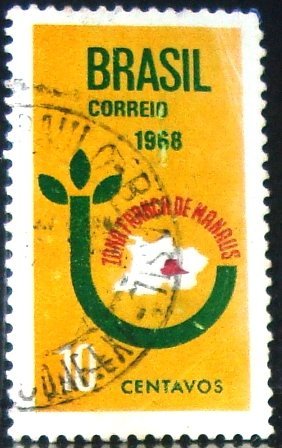 BRASIL
CORREIO
1968
ZONA FRANCA DE MANAUS
10
CENTAVOS